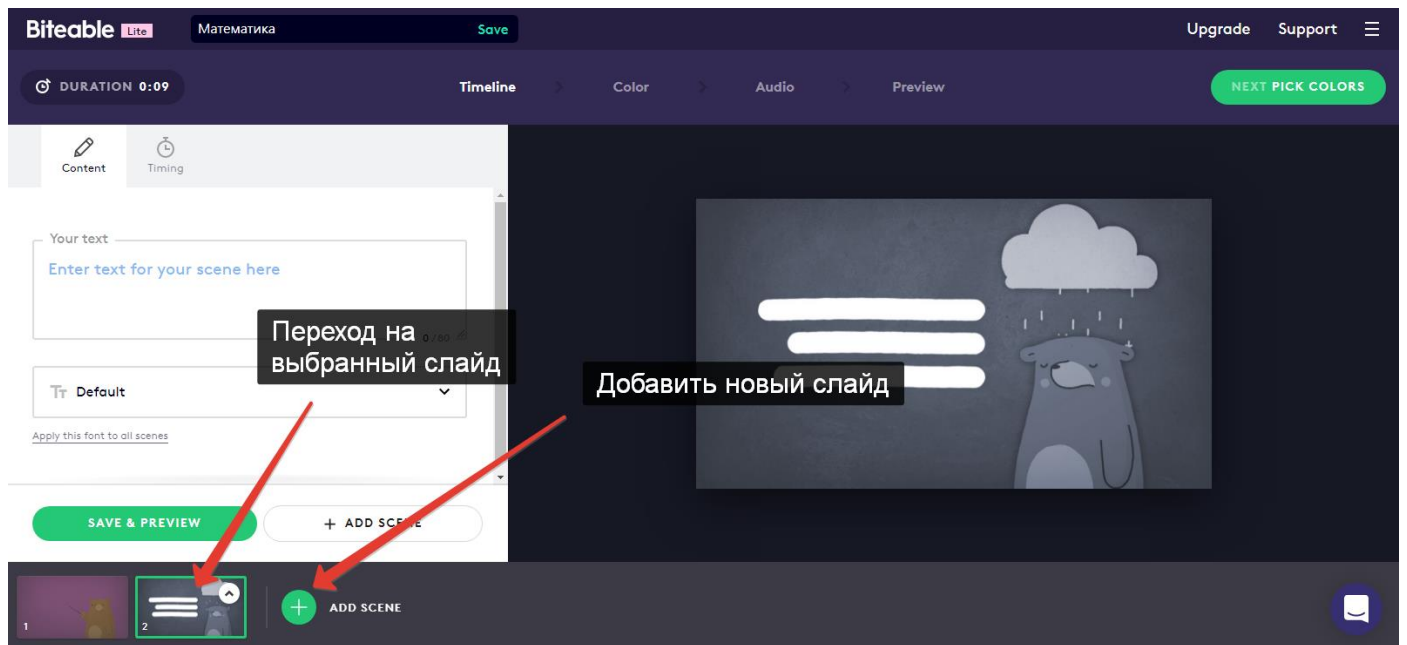 Biteable Lite
Математика Save
Upgrade Support
DURATION 0:09
Timeline Color Audio Preview
NEXT PICK COLORS
Content Timing
Your text
Enter text for your scene here
0/60
Переход на
выбранный слайд
Добавить новый слайд
Default
Apply this font to all scenes
SAVE & PREVIEW
+ ADD SCENE
1
2
ADD SCENE